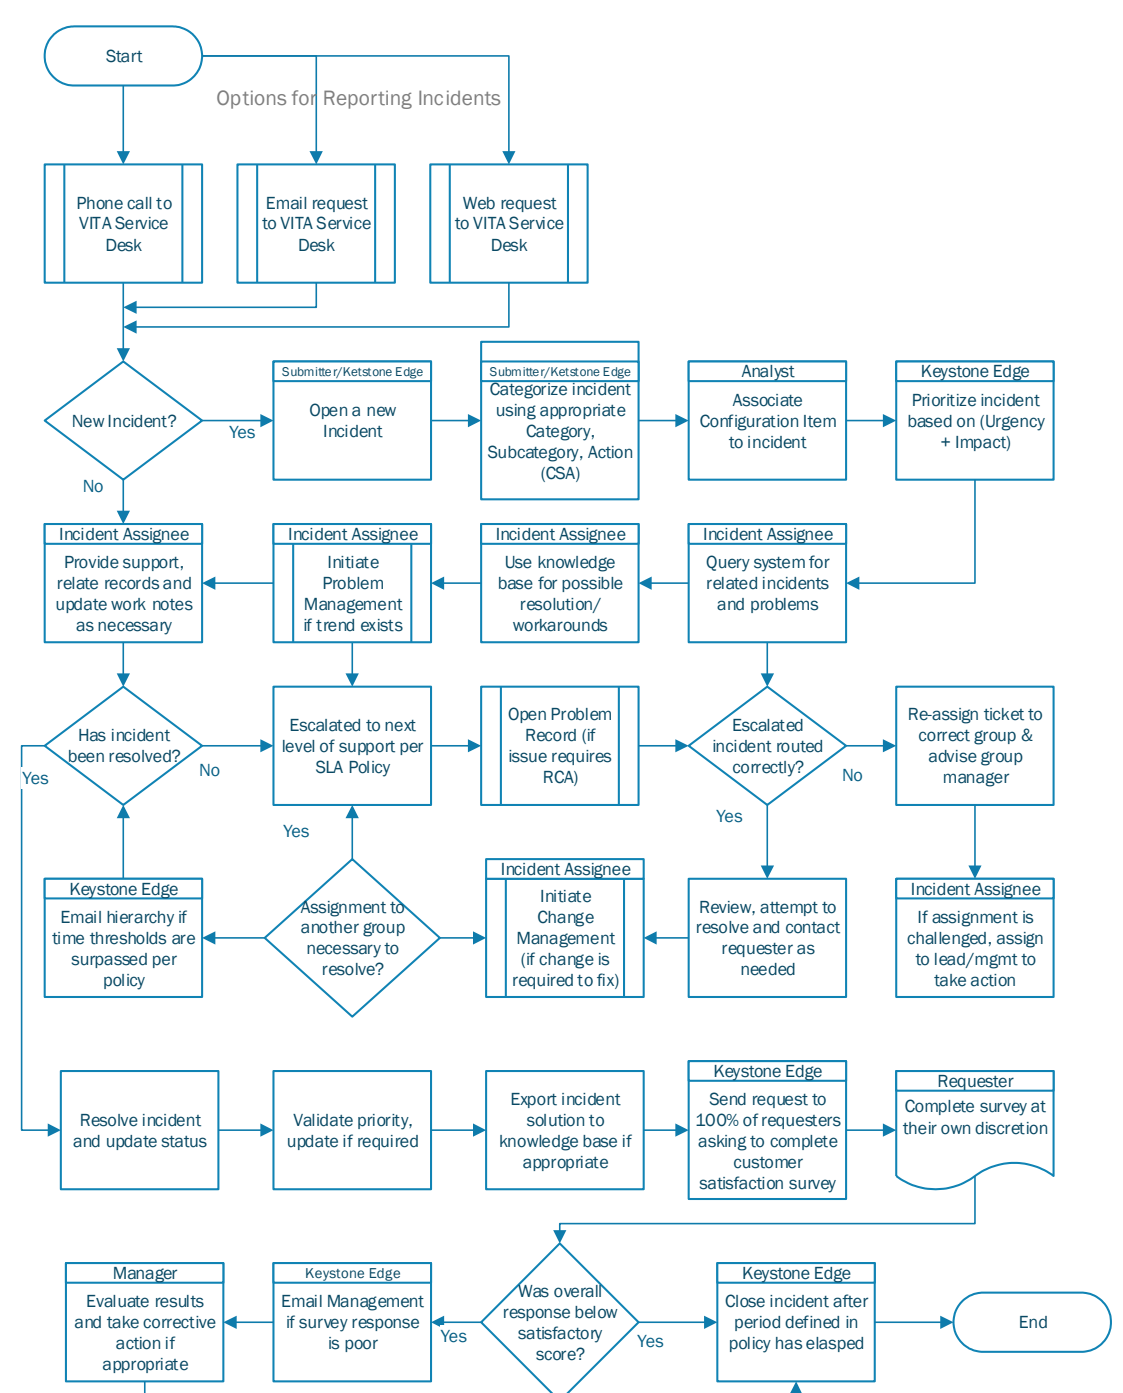 Start
Options for Reporting Incidents
Phone call to
VITA Service
Desk
Email request
to VITA Service
Desk
Web request
to VITA Service
Desk
New Incident?
Yes
No
Submitter/Ketstone Edge
Open a new
Incident
Submitter/Ketstone Edge
Categorize incident
using appropriate
Category,
Subcategory, Action
(CSA)
Analyst
Associate
Configuration Item
to incident
Keystone Edge
Prioritize incident
based on (Urgency
+ Impact)
Incident Assignee
Provide support,
relate records and
update work notes
as necessary
Incident Assignee
Initiate
Problem
Management
if trend exists
Incident Assignee
Use knowledge
base for possible
resolution/
workarounds
Incident Assignee
Query system for
related incidents
and problems
Has incident
been resolved?
Yes
No
Escalated to next
level of support per
SLA Policy
Open Problem
Record (if
issue requires
RCA)
Escalated
incident routed
correctly?
No
Yes
Re-assign ticket to
correct group &
advise group
manager
Yes
Keystone Edge
Email hierarchy if
time thresholds are
surpassed per
policy
Assignment to
another group
necessary to
resolve?
Incident Assignee
Initiate
Change
Management
(if change is
required to fix)
Review, attempt to
resolve and contact
requester as
needed
Incident Assignee
If assignment is
challenged, assign
to lead/mgmt to
take action
Resolve incident
and update status
Validate priority,
update if required
Export incident
solution to
knowledge base if
appropriate
Keystone Edge
Send request to
100% of requesters
asking to complete
customer
satisfaction survey
Requester
Complete survey at
their own discretion
Manager
Evaluate results
and take corrective
action if
appropriate
Keystone Edge
Email Management
if survey response
is poor
Yes
Was overall
response below
satisfactory
score?
Yes
Keystone Edge
Close incident after
period defined in
policy has elasped
End